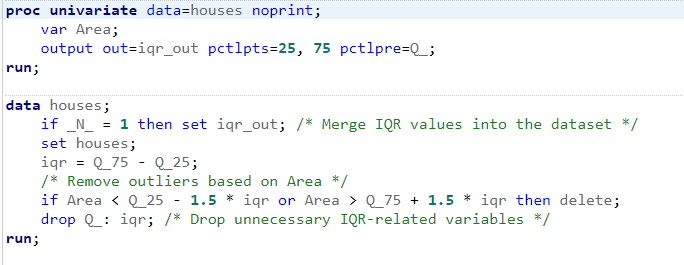 proc univariate data=houses noprint;
var Area;
output out=iqr_out pctlpts=25, 75 pctlpre=Q_;
run;
data houses;
if _N_ = 1 then set iqr_out; /* Merge IQR values into the dataset */
set houses;
iqr = Q_75 - Q_25;
/* Remove outliers based on Area */
if Area < Q_25 - 1.5 * iqr or Area > Q_75 + 1.5 * iqr then delete;
drop Q_: iqr; /* Drop unnecessary IQR-related variables */
run;